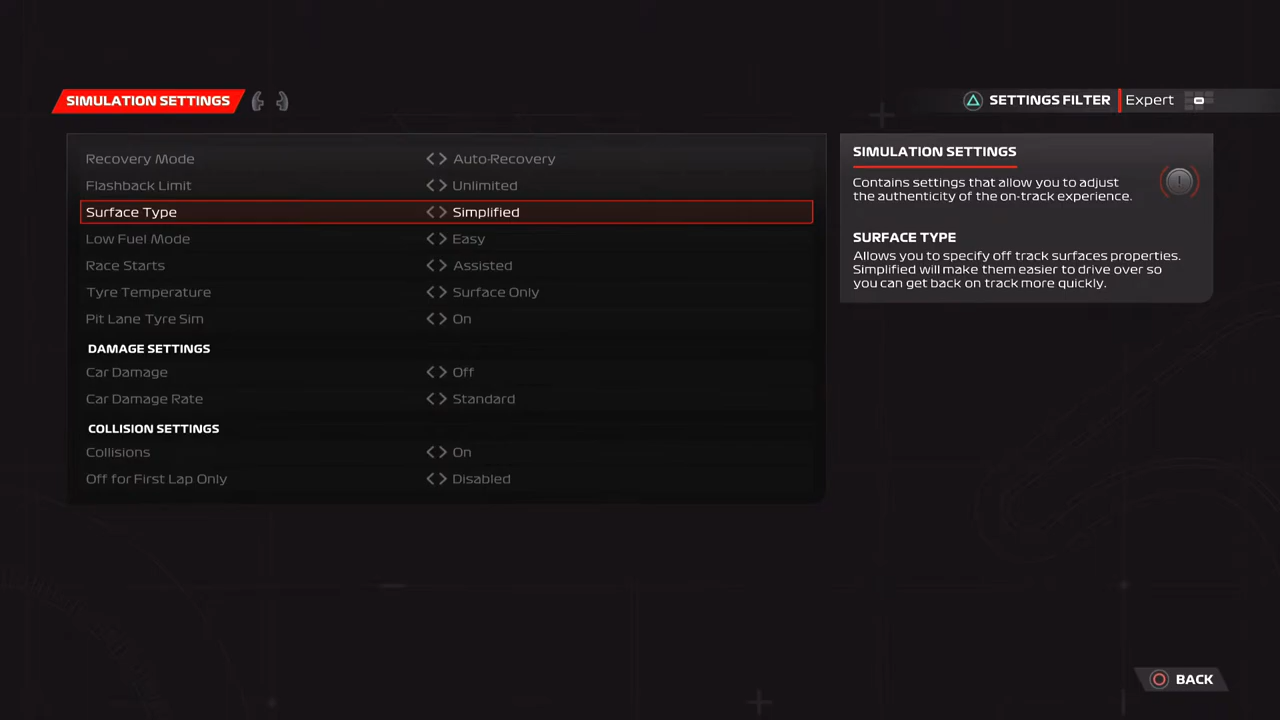 SIMULATION SETTINGS
SETTINGS FILTER Expert
Recovery Mode Auto-Recovery
Flashback Limit Unlimited
Surface Type Simplified
Low Fuel Mode Easy
Race Starts Assisted
Tyre Temperature Surface Only
Pit Lane Tyre Sim On
DAMAGE SETTINGS
Car Damage Off
Car Damage Rate Standard
COLLISION SETTINGS
Collisions On
Off for First Lap Only Disabled
SIMULATION SETTINGS
Contains settings that allow you to adjust
the authenticity of the on-track experience.
SURFACE TYPE
Allows you to specify off track surfaces properties.
Simplified will make them easier to drive over so
you can get back on track more quickly.
BACK